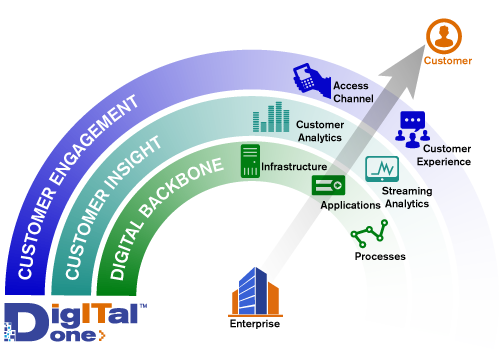 Customer
Access
Channel
CUSTOMER ENGAGEMENT
Customer
Analytics
Customer
Experience
CUSTOMER INSIGHT
Infrastructure
Streaming
Analytics
DIGITAL BACKBONE
Applications
Processes
Enterprise
DigITal™
one